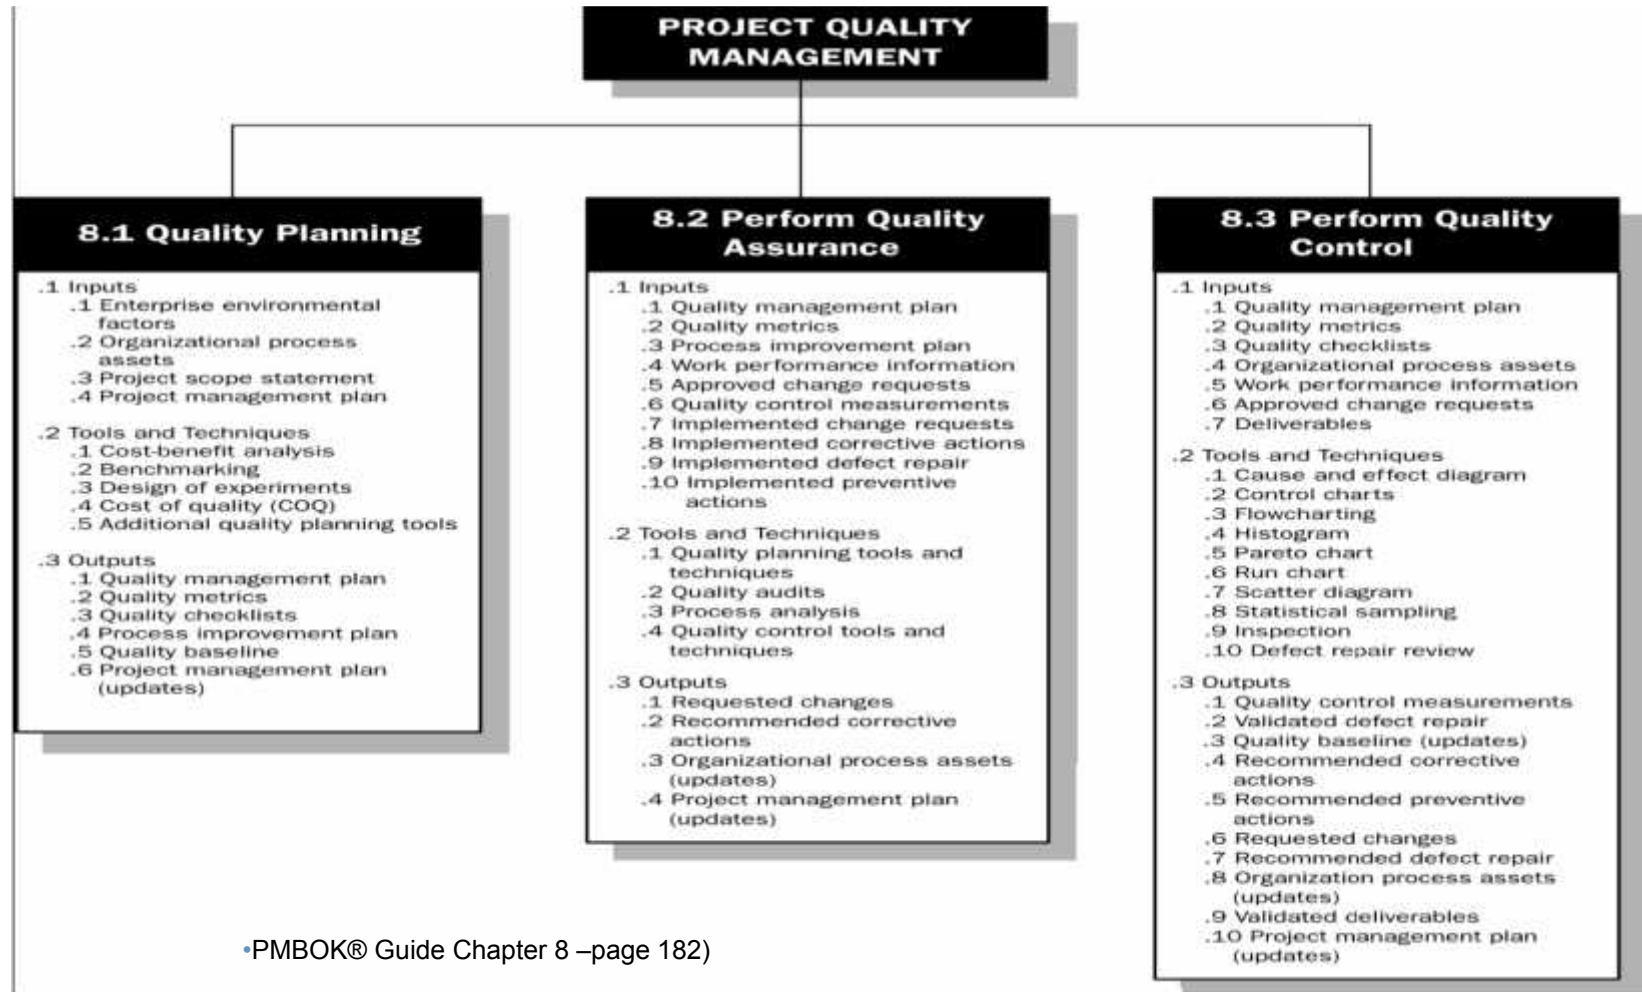 PROJECT QUALITY
MANAGEMENT
8.1 Quality Planning
.1 Inputs
.1 Enterprise environmental
factors
.2 Organizational process
assets
.3 Project scope statement
.4 Project management plan
.2 Tools and Techniques
.1 Cost-benefit analysis
.2 Benchmarking
.3 Design of experiments
.4 Cost of quality (COQ)
.5 Additional quality planning tools
.3 Outputs
.1 Quality management plan
.2 Quality metrics
.3 Quality checklists
.4 Process improvement plan
.5 Quality baseline
.6 Project management plan
(updates)
8.2 Perform Quality
Assurance
.1 Inputs
.1 Quality management plan
.2 Quality metrics
.3 Process improvement plan
.4 Work performance information
.5 Approved change requests
.6 Quality control measurements
.7 Implemented change requests
.8 Implemented corrective actions
.9 Implemented defect repair
.10 Implemented preventive
actions
.2 Tools and Techniques
.1 Quality planning tools and
techniques
.2 Quality audits
.3 Process analysis
.4 Quality control tools and
techniques
.3 Outputs
.1 Requested changes
.2 Recommended corrective
actions
.3 Organizational process assets
(updates)
.4 Project management plan
(updates)
8.3 Perform Quality
Control
.1 Inputs
.1 Quality management plan
.2 Quality metrics
.3 Quality checklists
.4 Organizational process assets
.5 Work performance information
.6 Approved change requests
.7 Deliverables
.2 Tools and Techniques
.1 Cause and effect diagram
.2 Control charts
.3 Flowcharting
.4 Histogram
.5 Pareto chart
.6 Run chart
.7 Scatter diagram
.8 Statistical sampling
.9 Inspection
.10 Defect repair review
.3 Outputs
.1 Quality control measurements
.2 Validated defect repair
.3 Quality baseline (updates)
.4 Recommended corrective
actions
.5 Recommended preventive
actions
.6 Requested changes
.7 Recommended defect repair
.8 Organization process assets
(updates)
.9 Validated deliverables
.10 Project management plan
(updates)
•PMBOK® Guide Chapter 8 –page 182)